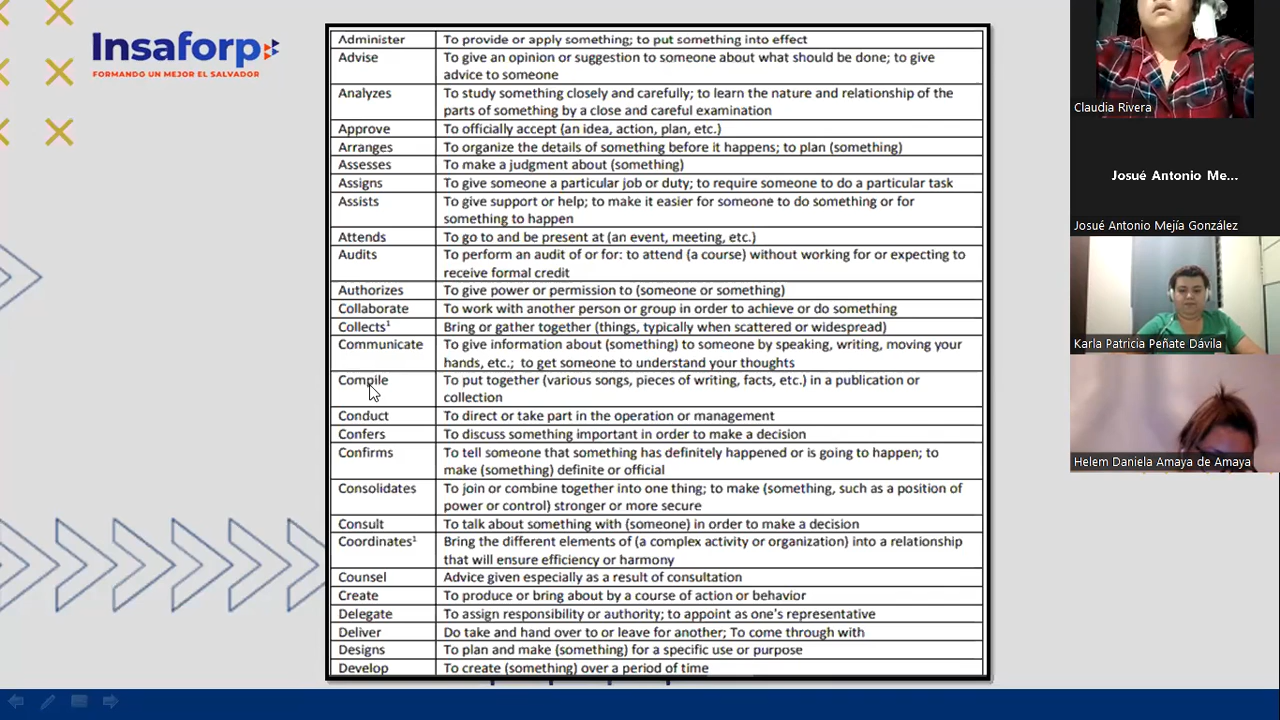 Insaforp
FORMANDO UN MEJOR EL SALVADOR
Administer To provide or apply something; to put something into effect
Advise To give an opinion or suggestion to someone about what should be done; to give
advice to someone
Analyzes To study something closely and carefully; to learn the nature and relationship of the
parts of something by a close and careful examination
Approve To officially accept (an idea, action, plan, etc.)
Arranges To organize the details of something before it happens; to plan (something)
Assesses To make a judgment about (something)
Assigns To give someone a particular job or duty; to require someone to do a particular task
Assists To give support or help; to make it easier for someone to do something or for
something to happen
Attends To go to and be present at (an event, meeting, etc.)
Audits To perform an audit of or for: to attend (a course) without working for or expecting to
receive formal credit
Authorizes To give power or permission to (someone or something)
Collaborate To work with another person or group in order to achieve or do something
Collects¹ Bring or gather together (things, typically when scattered or widespread)
Communicate To give information about (something) to someone by speaking, writing, moving your
hands, etc.; to get someone to understand your thoughts
Compile To put together (various songs, pieces of writing, facts, etc.) in a publication or
collection
Conduct To direct or take part in the operation or management
Confers To discuss something important in order to make a decision
Confirms To tell someone that something has definitely happened or is going to happen; to
make (something) definite or official
Consolidates To join or combine together into one thing; to make (something, such as a position of
power or control) stronger or more secure
Consult To talk about something with (someone) in order to make a decision
Coordinates¹ Bring the different elements of (a complex activity or organization) into a relationship
that will ensure efficiency or harmony
Counsel Advice given especially as a result of consultation
Create To produce or bring about by a course of action or behavior
Delegate To assign responsibility or authority; to appoint as one's representative
Deliver Do take and hand over to or leave for another; To come through with
Designs To plan and make (something) for a specific use or purpose
Develop To create (something) over a period of time
Claudia Rivera
Josué Antonio Me...
Josué Antonio Mejía González
Karla Patricia Peñate Dávila
Helem Daniela Amaya de Amaya